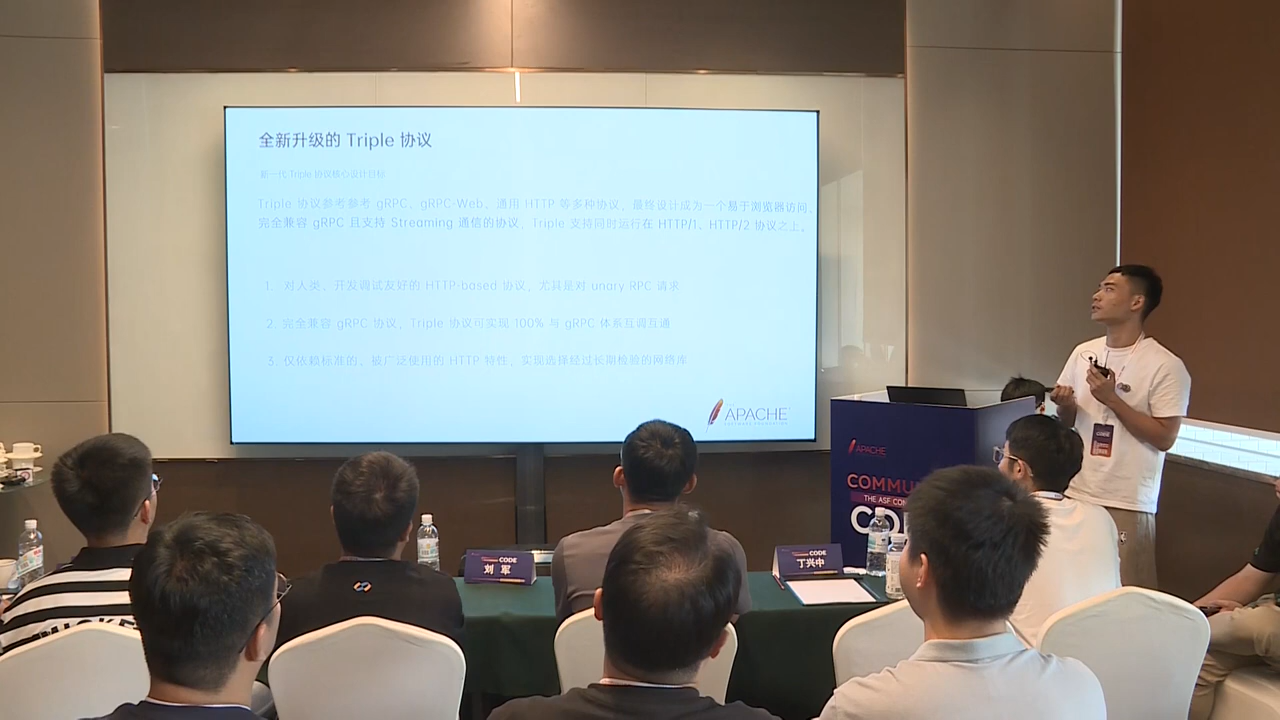 全新升级的 Triple 协议
新一代 Triple 协议核心设计目标
Triple 协议参考参考 gRPC、gRPC-Web、通用 HTTP 等多种协议，最终设计成为一个易于浏览器访问、
完全兼容 gRPC 且支持 Streaming 通信的协议，Triple 支持同时运行在 HTTP/1、HTTP/2 协议之上。
1. 对人类、开发调试友好的 HTTP-based 协议，尤其是对 unary RPC 请求
2. 完全兼容 gRPC 协议，Triple 协议可实现 100% 与 gRPC 体系互调互通
3. 仅依赖标准的、被广泛使用的 HTTP 特性，实现选择经过长期检验的网络库
APACHE
SOFTWARE FOUNDATION
APACHE
COMMU
THE ASF CON
CO
CODE
刘 军
CODE
丁兴中